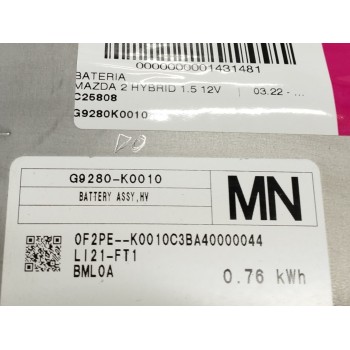 0000000001431481
BATERIA
MAZDA 2 HYBRID 1.5 12V 03.22 - ...
C25808
G9280K0010
DO
G9280-K0010
BATTERY ASSY,HV
MN
0F2PE--K0010C3BA40000044
LI21-FT1
BML0A 0.76 kWh